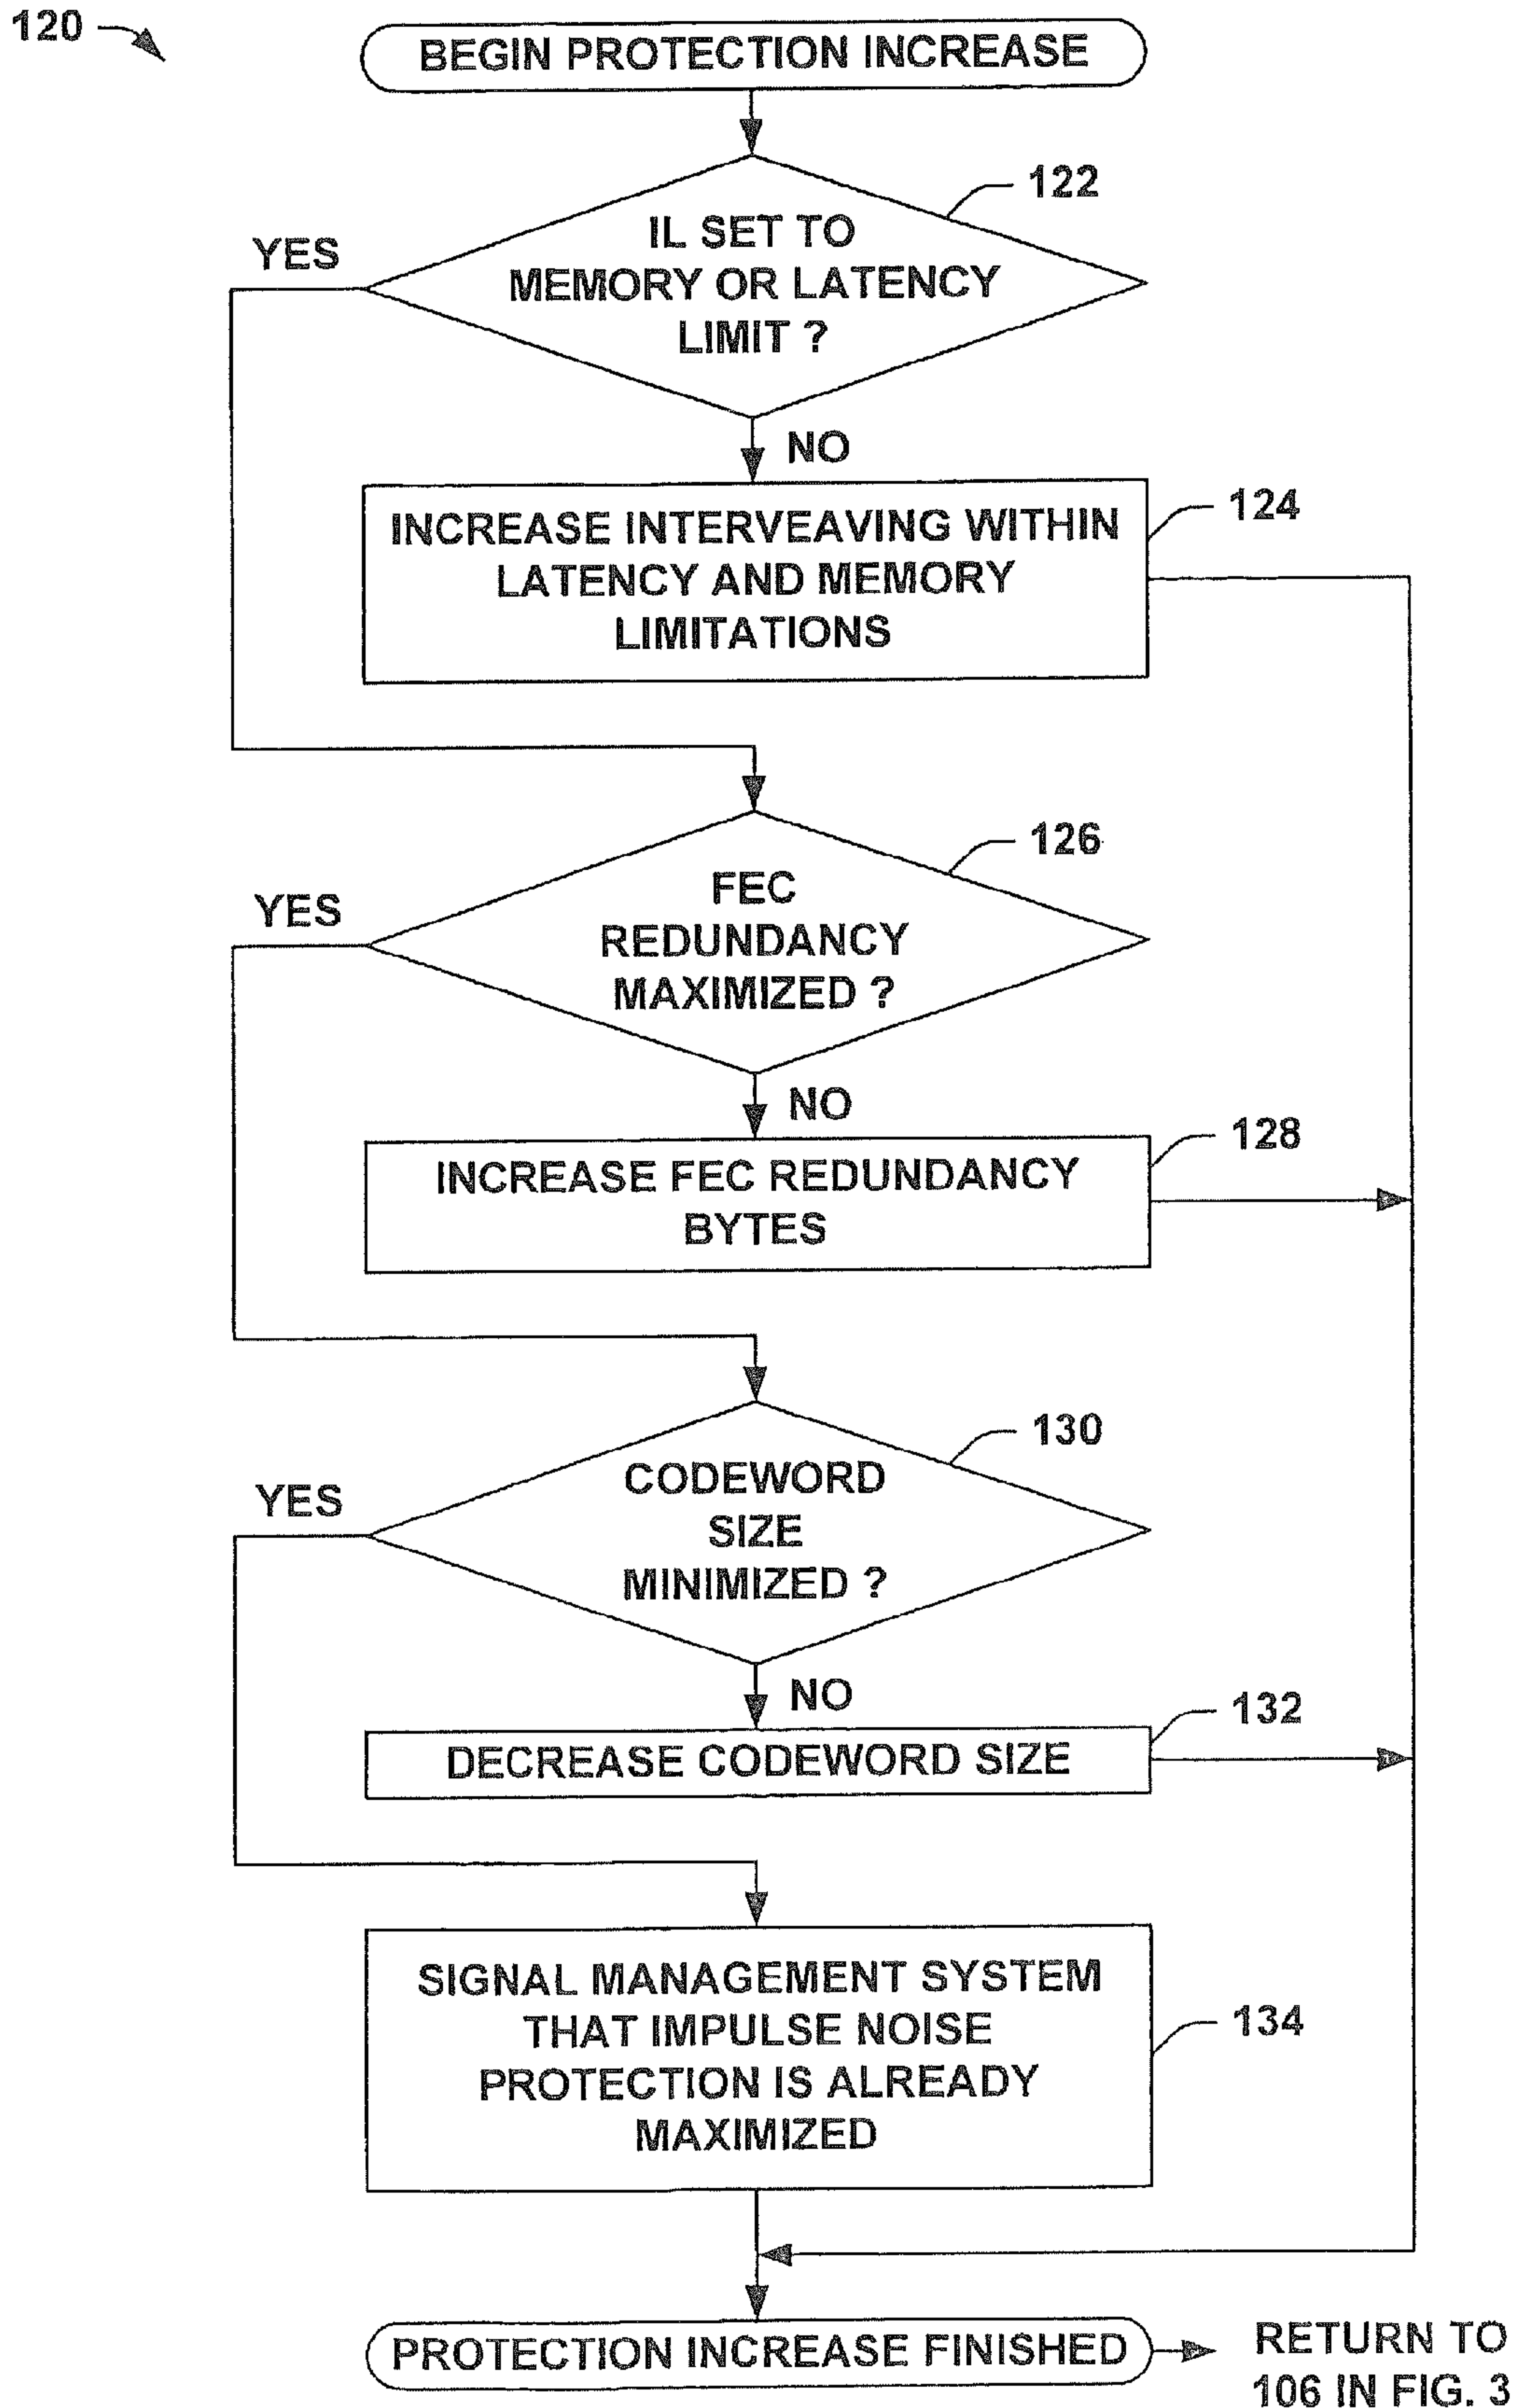 120
BEGIN PROTECTION INCREASE
122
IL SET TO
MEMORY OR LATENCY
LIMIT ?
YES
NO
124
INCREASE INTERVEAVING WITHIN
LATENCY AND MEMORY
LIMITATIONS
126
FEC
REDUNDANCY
MAXIMIZED ?
YES
NO
128
INCREASE FEC REDUNDANCY
BYTES
130
CODEWORD
SIZE
MINIMIZED ?
YES
NO
132
DECREASE CODEWORD SIZE
SIGNAL MANAGEMENT SYSTEM
THAT IMPULSE NOISE
PROTECTION IS ALREADY
MAXIMIZED
134
PROTECTION INCREASE FINISHED
RETURN TO
106 IN FIG. 3